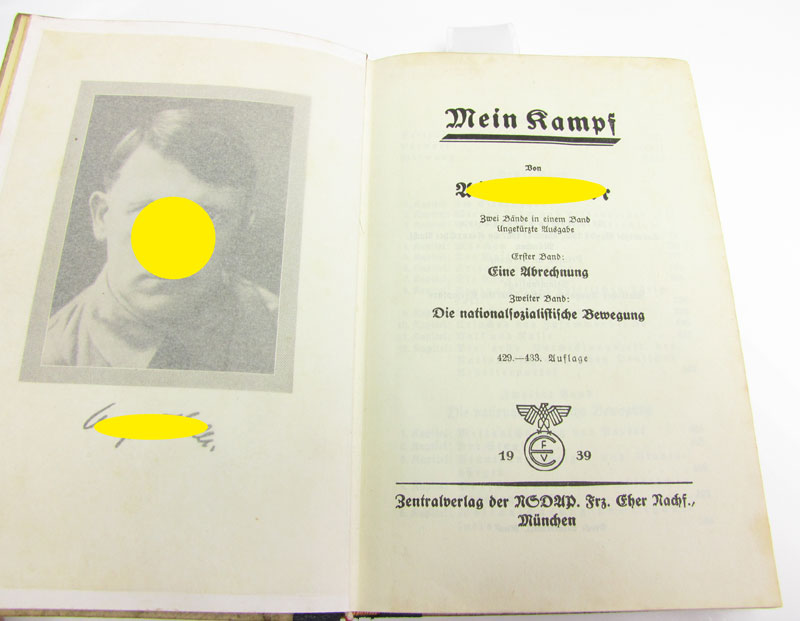 Mein Kampf
Von
Zwei Bände in einem Band
Ungekürzte Ausgabe
Erster Band:
Eine Abrechnung
Zweiter Band:
Die nationalsozialistische Bewegung
429.—433. Auflage
19 39
Zentralverlag der NSDAP. Frz. Eher Nachf.,
München